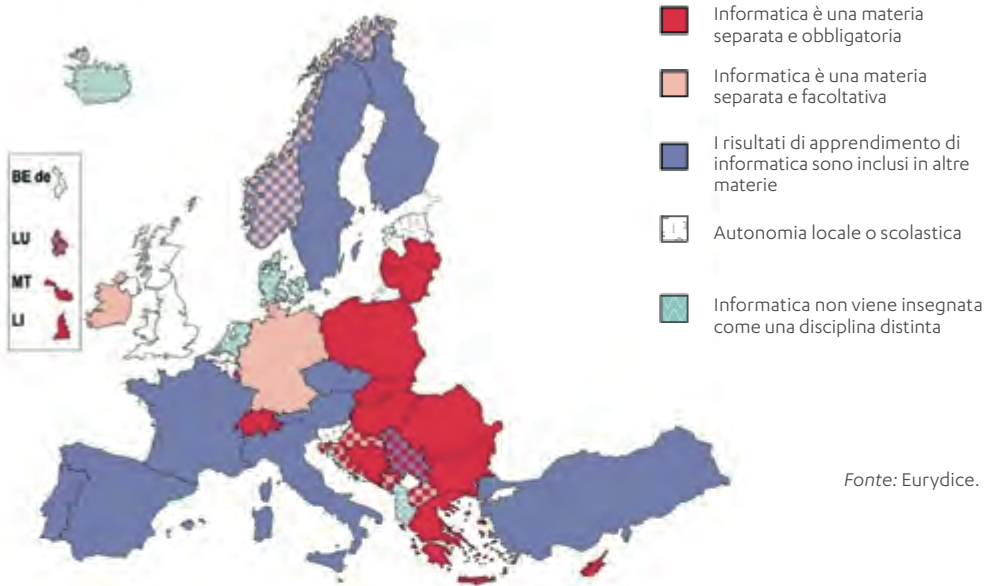 Informatica è una materia
separata e obbligatoria
Informatica è una materia
separata e facoltativa
I risultati di apprendimento di
informatica sono inclusi in altre
materie
Autonomia locale o scolastica
Informatica non viene insegnata
come una disciplina distinta
BE de
LU
MT
LI
Fonte: Eurydice.